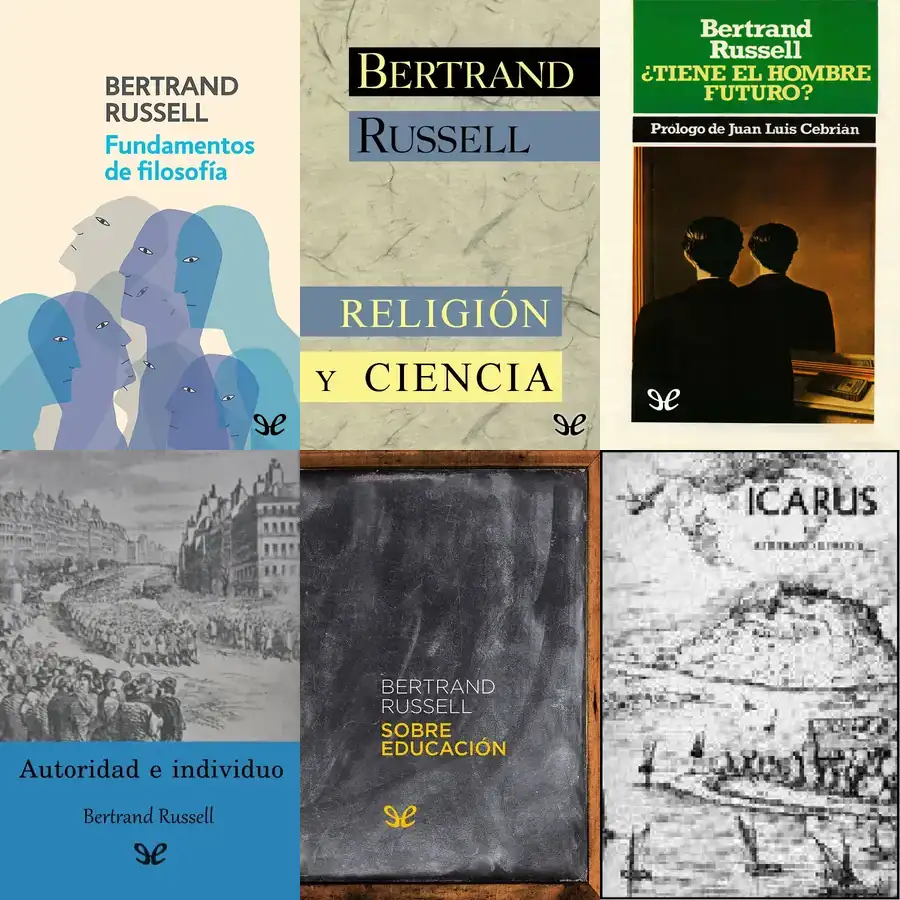 BERTRAND
RUSSELL
Fundamentos
de filosofía
BERTRAND
RUSSELL
RELIGIÓN
Y CIENCIA
Bertrand
Russell
¿TIENE EL HOMBRE
FUTURO?
Prólogo de Juan Luis Cebrián
Autoridad e individuo
Bertrand Russell
BERTRAND
RUSSELL
SOBRE
EDUCACIÓN
ICARUS